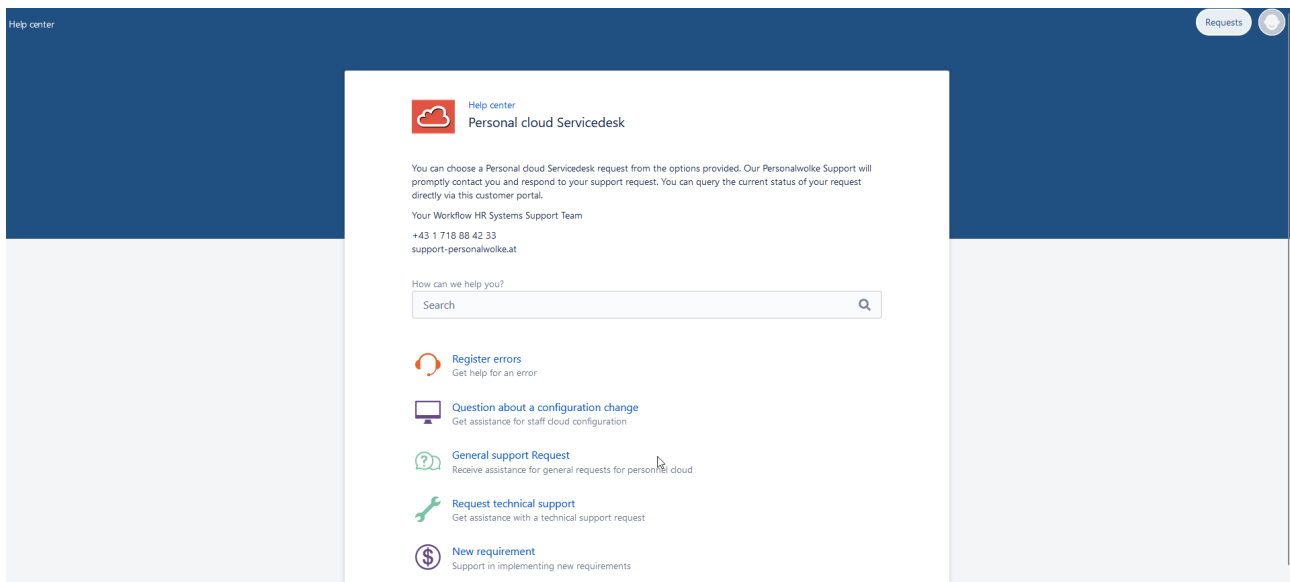 Help center
Requests
Help center
Personal cloud Servicedesk
You can choose a Personal cloud Servicedesk request from the options provided. Our Personalwolke Support will
promptly contact you and respond to your support request. You can query the current status of your request
directly via this customer portal.
Your Workflow HR Systems Support Team
+43 1 718 88 42 33
support-personalwolke.at
How can we help you?
Search
Register errors
Get help for an error
Question about a configuration change
Get assistance for staff cloud configuration
General support Request
Receive assistance for general requests for personnel cloud
Request technical support
Get assistance with a technical support request
New requirement
Support in implementing new requirements